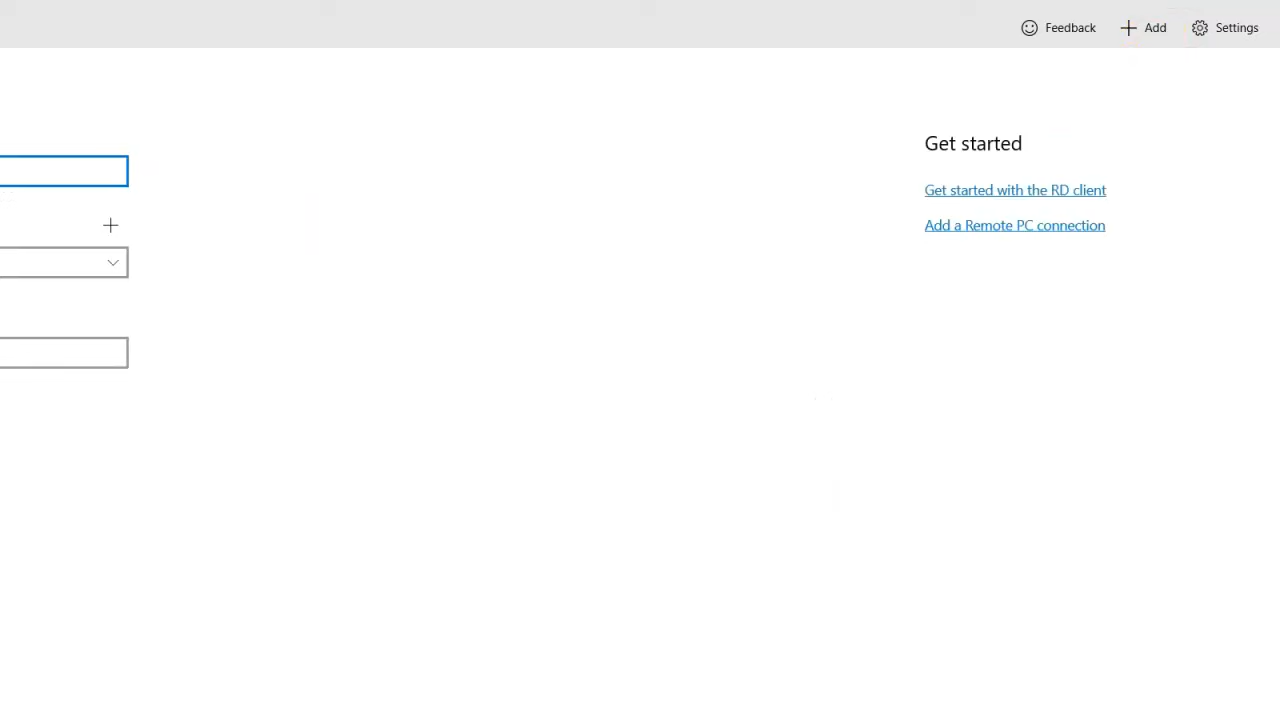 Feedback
Add
Settings
Get started
Get started with the RD client
Add a Remote PC connection